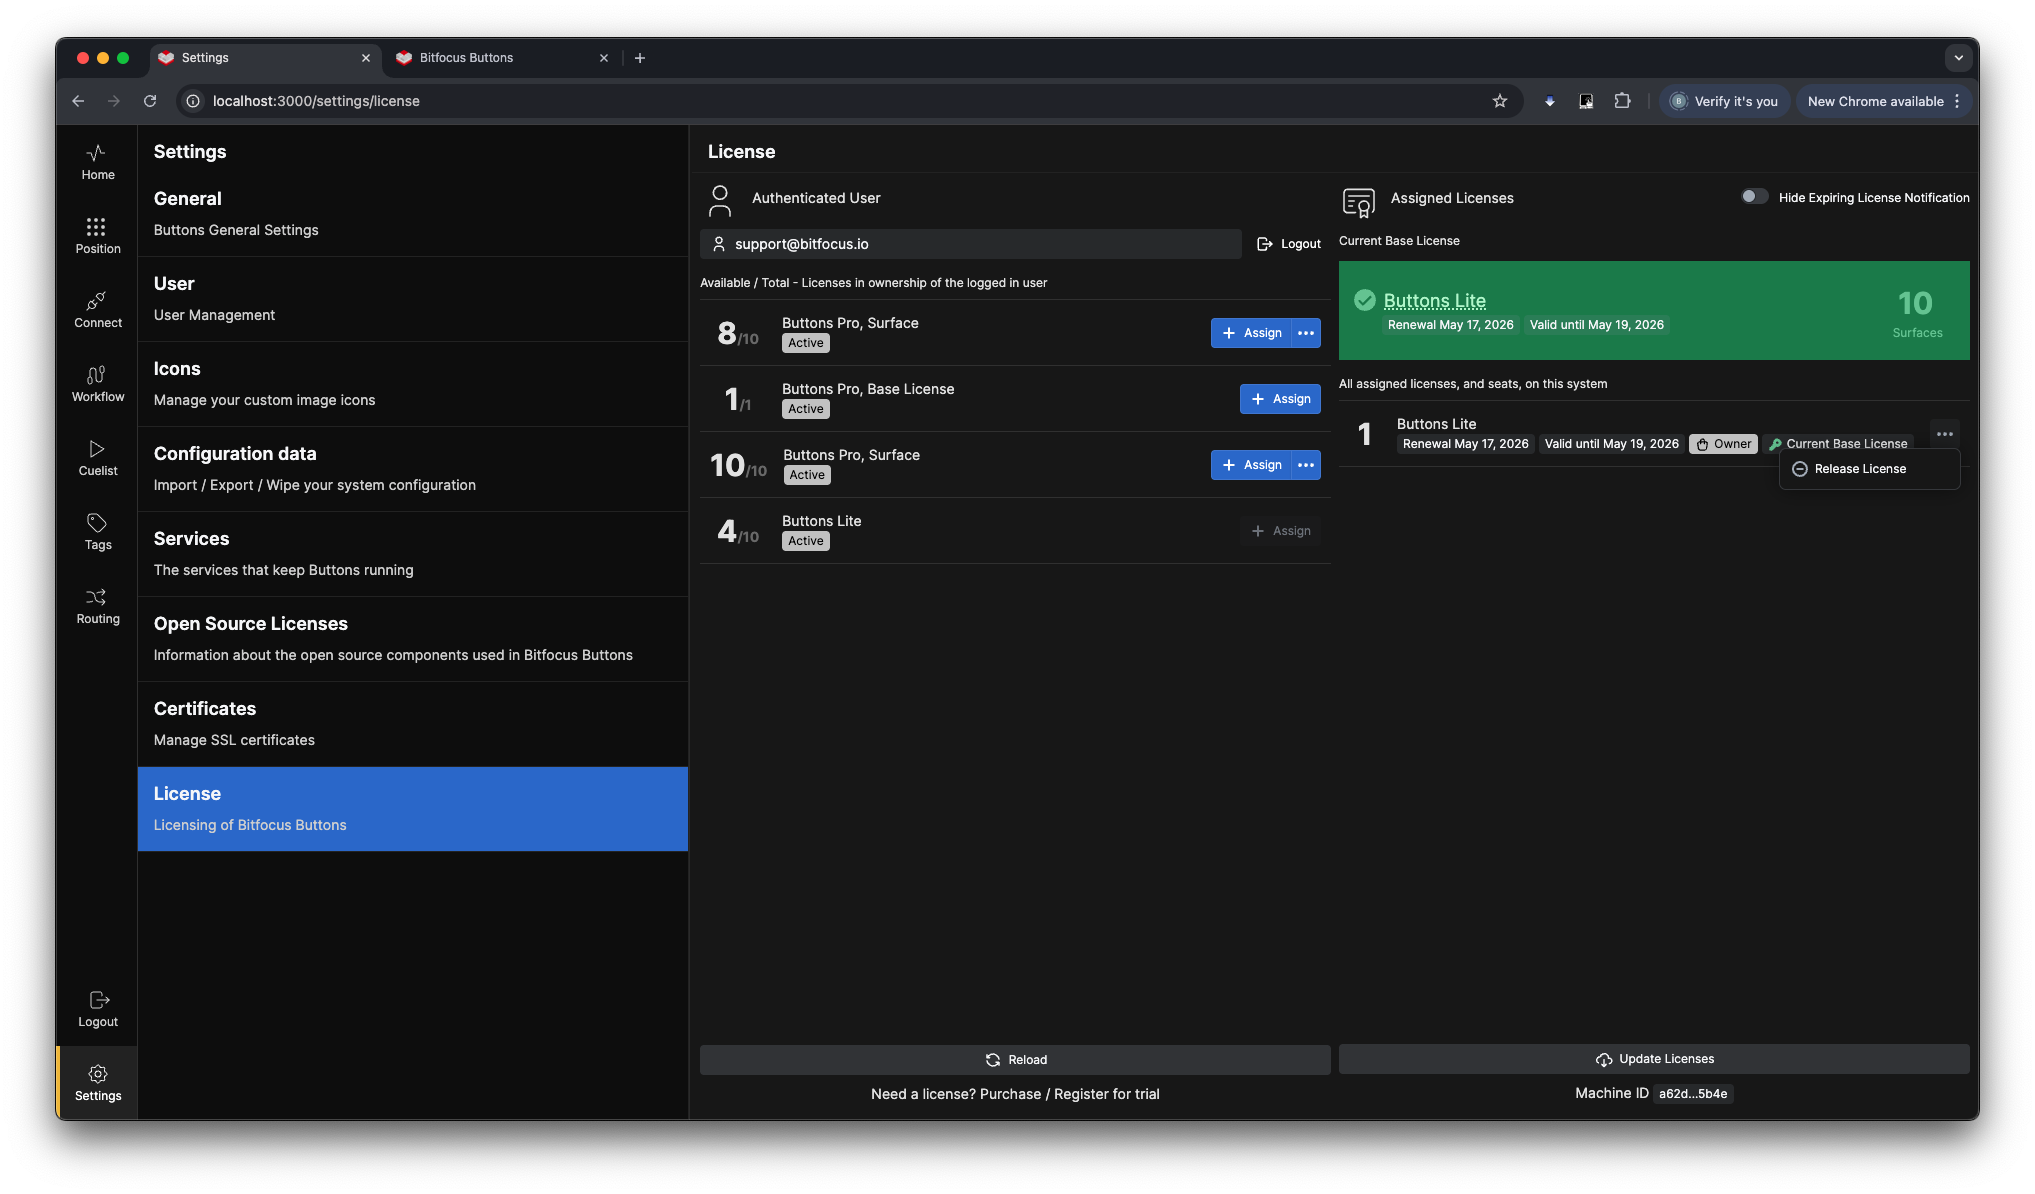 Settings
Bitfocus Buttons
localhost:3000/settings/license
Verify it's you
New Chrome available
Home
Position
Connect
Workflow
Cuelist
Tags
Routing
Logout
Settings
Settings
General
Buttons General Settings
User
User Management
Icons
Manage your custom image icons
Configuration data
Import / Export / Wipe your system configuration
Services
The services that keep Buttons running
Open Source Licenses
Information about the open source components used in Bitfocus Buttons
Certificates
Manage SSL certificates
License
Licensing of Bitfocus Buttons
License
Authenticated User
support@bitfocus.io
Logout
Available / Total - Licenses in ownership of the logged in user
8/10
Buttons Pro, Surface
Active
+ Assign
1/1
Buttons Pro, Base License
Active
+ Assign
10/10
Buttons Pro, Surface
Active
+ Assign
4/10
Buttons Lite
Active
+ Assign
Reload
Need a license? Purchase / Register for trial
Assigned Licenses
Hide Expiring License Notification
Current Base License
Buttons Lite
Renewal May 17, 2026 Valid until May 19, 2026
10
Surfaces
All assigned licenses, and seats, on this system
1
Buttons Lite
Renewal May 17, 2026 Valid until May 19, 2026 Owner Current Base License
Release License
Update Licenses
Machine ID a62d...5b4e